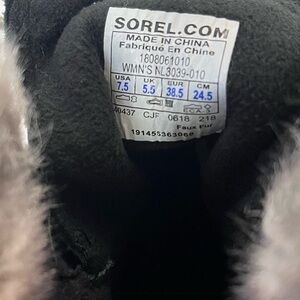 SOREL.COM
MADE IN CHINA
Fabriqué En Chine
1808061010
WMN'S NL3039-010
USA UK EUR CM
7.5 5.5 38.5 24.5
CJF 0618 218
Faux Fur